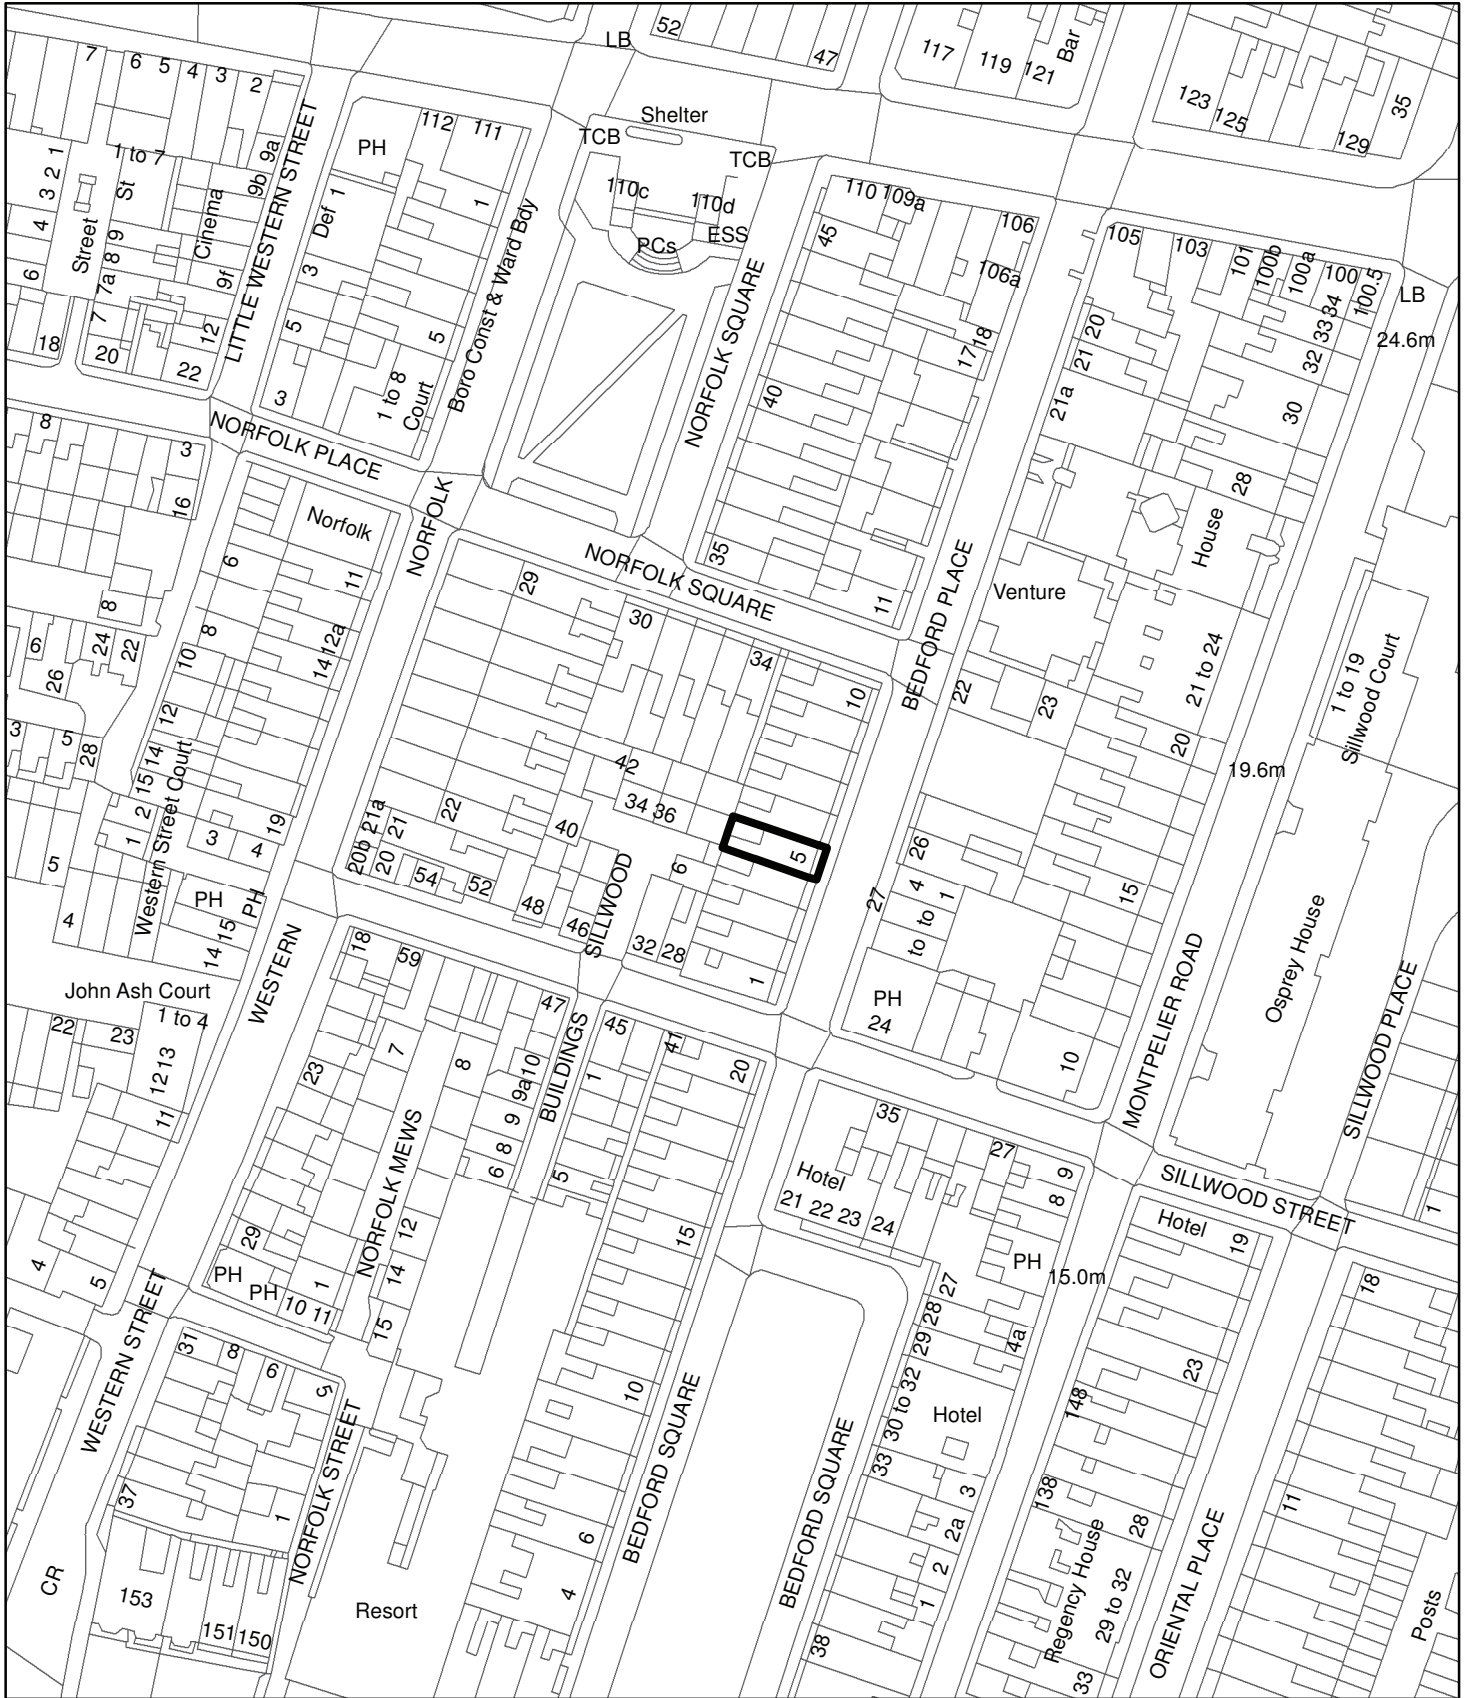 52
47
LB
117
119
121
Bar
123
125
129
35
7
6
5
4
3
2
9a
9b
1 to 7
1
2
3
4
6
Street
St
9
8
7a
7
18
20
22
12
9f
Cinema
LITTLE WESTERN STREET
PH
112
111
Def
1
3
5
3
1
5
1 to 8
Court
Boro Const & Ward Bdy
Shelter
TCB
TCB
110c
110d
ESS
PCs
NORFOLK SQUARE
110
109a
106
106a
45
40
35
17
18
11
105
103
101
100b
100a
100
100.5
LB
24.6m
34
33
32
30
28
20
21
21a
House
Venture
21 to 24
20
22
23
8
3
16
NORFOLK PLACE
NORFOLK
Norfolk
6
11
8
12a
14
10
12
14
15
8
6
24
22
26
3
5
28
2
1
Western Street Court
3
4
19
5
4
PH
PH
15
14
NORFOLK SQUARE
BEDFORD PLACE
BEDFORD PLACE
29
30
34
10
42
34
36
40
22
21a
21
20b
20
54
52
48
46
SILLWOOD
6
5
32
28
1
26
4
1
to
to
27
15
PH
24
10
19.6m
1 to 19
Sillwood Court
Osprey House
MONTPELIER ROAD
SILLWOOD PLACE
SILLWOOD PLACE
John Ash Court
1 to 4
22
23
13
12
11
WESTERN
18
59
47
23
7
8
10
9a
9
8
6
BUILDINGS
45
41
1
5
20
15
NORFOLK MEWS
12
14
15
29
PH
PH
10
11
1
4
5
35
27
9
8
Hotel
21
22
23
24
PH
15.0m
SILLWOOD STREET
Hotel
19
18
1
WESTERN STREET
WESTERN STREET
31
8
6
5
37
1
NORFOLK STREET
153
151
150
CR
Resort
10
6
4
BEDFORD SQUARE
BEDFORD SQUARE
27
28
29
30 to 32
33
Hotel
4a
3
2a
2
1
38
148
138
23
28
Regency House
29 to 32
33
ORIENTAL PLACE
11
Posts